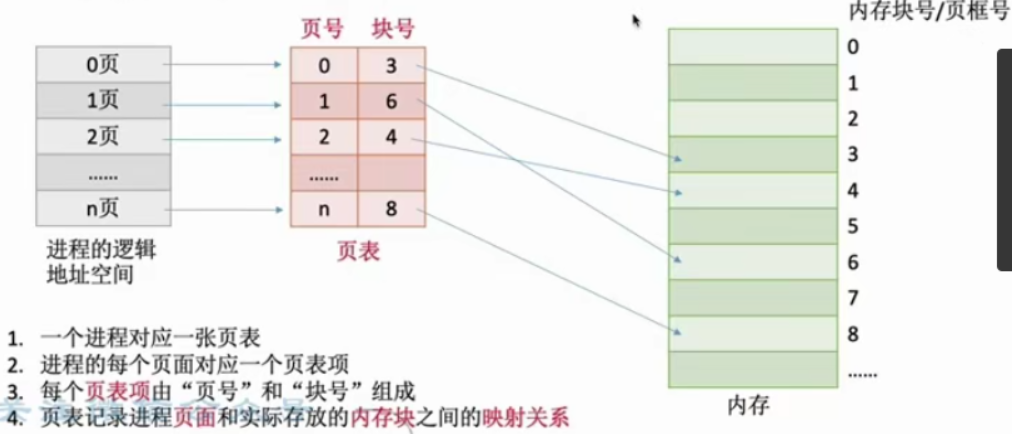 内存块号/页框号
页号 块号
0页
1页
2页
......
n页
0 3
1 6
2 4
......
n 8
0
1
2
3
4
5
6
7
8
......
进程的逻辑
地址空间
页表
内存
1. 一个进程对应一张页表
2. 进程的每个页面对应一个页表项
3. 每个页表项由“页号”和“块号”组成
4. 页表记录进程页面和实际存放的内存块之间的映射关系